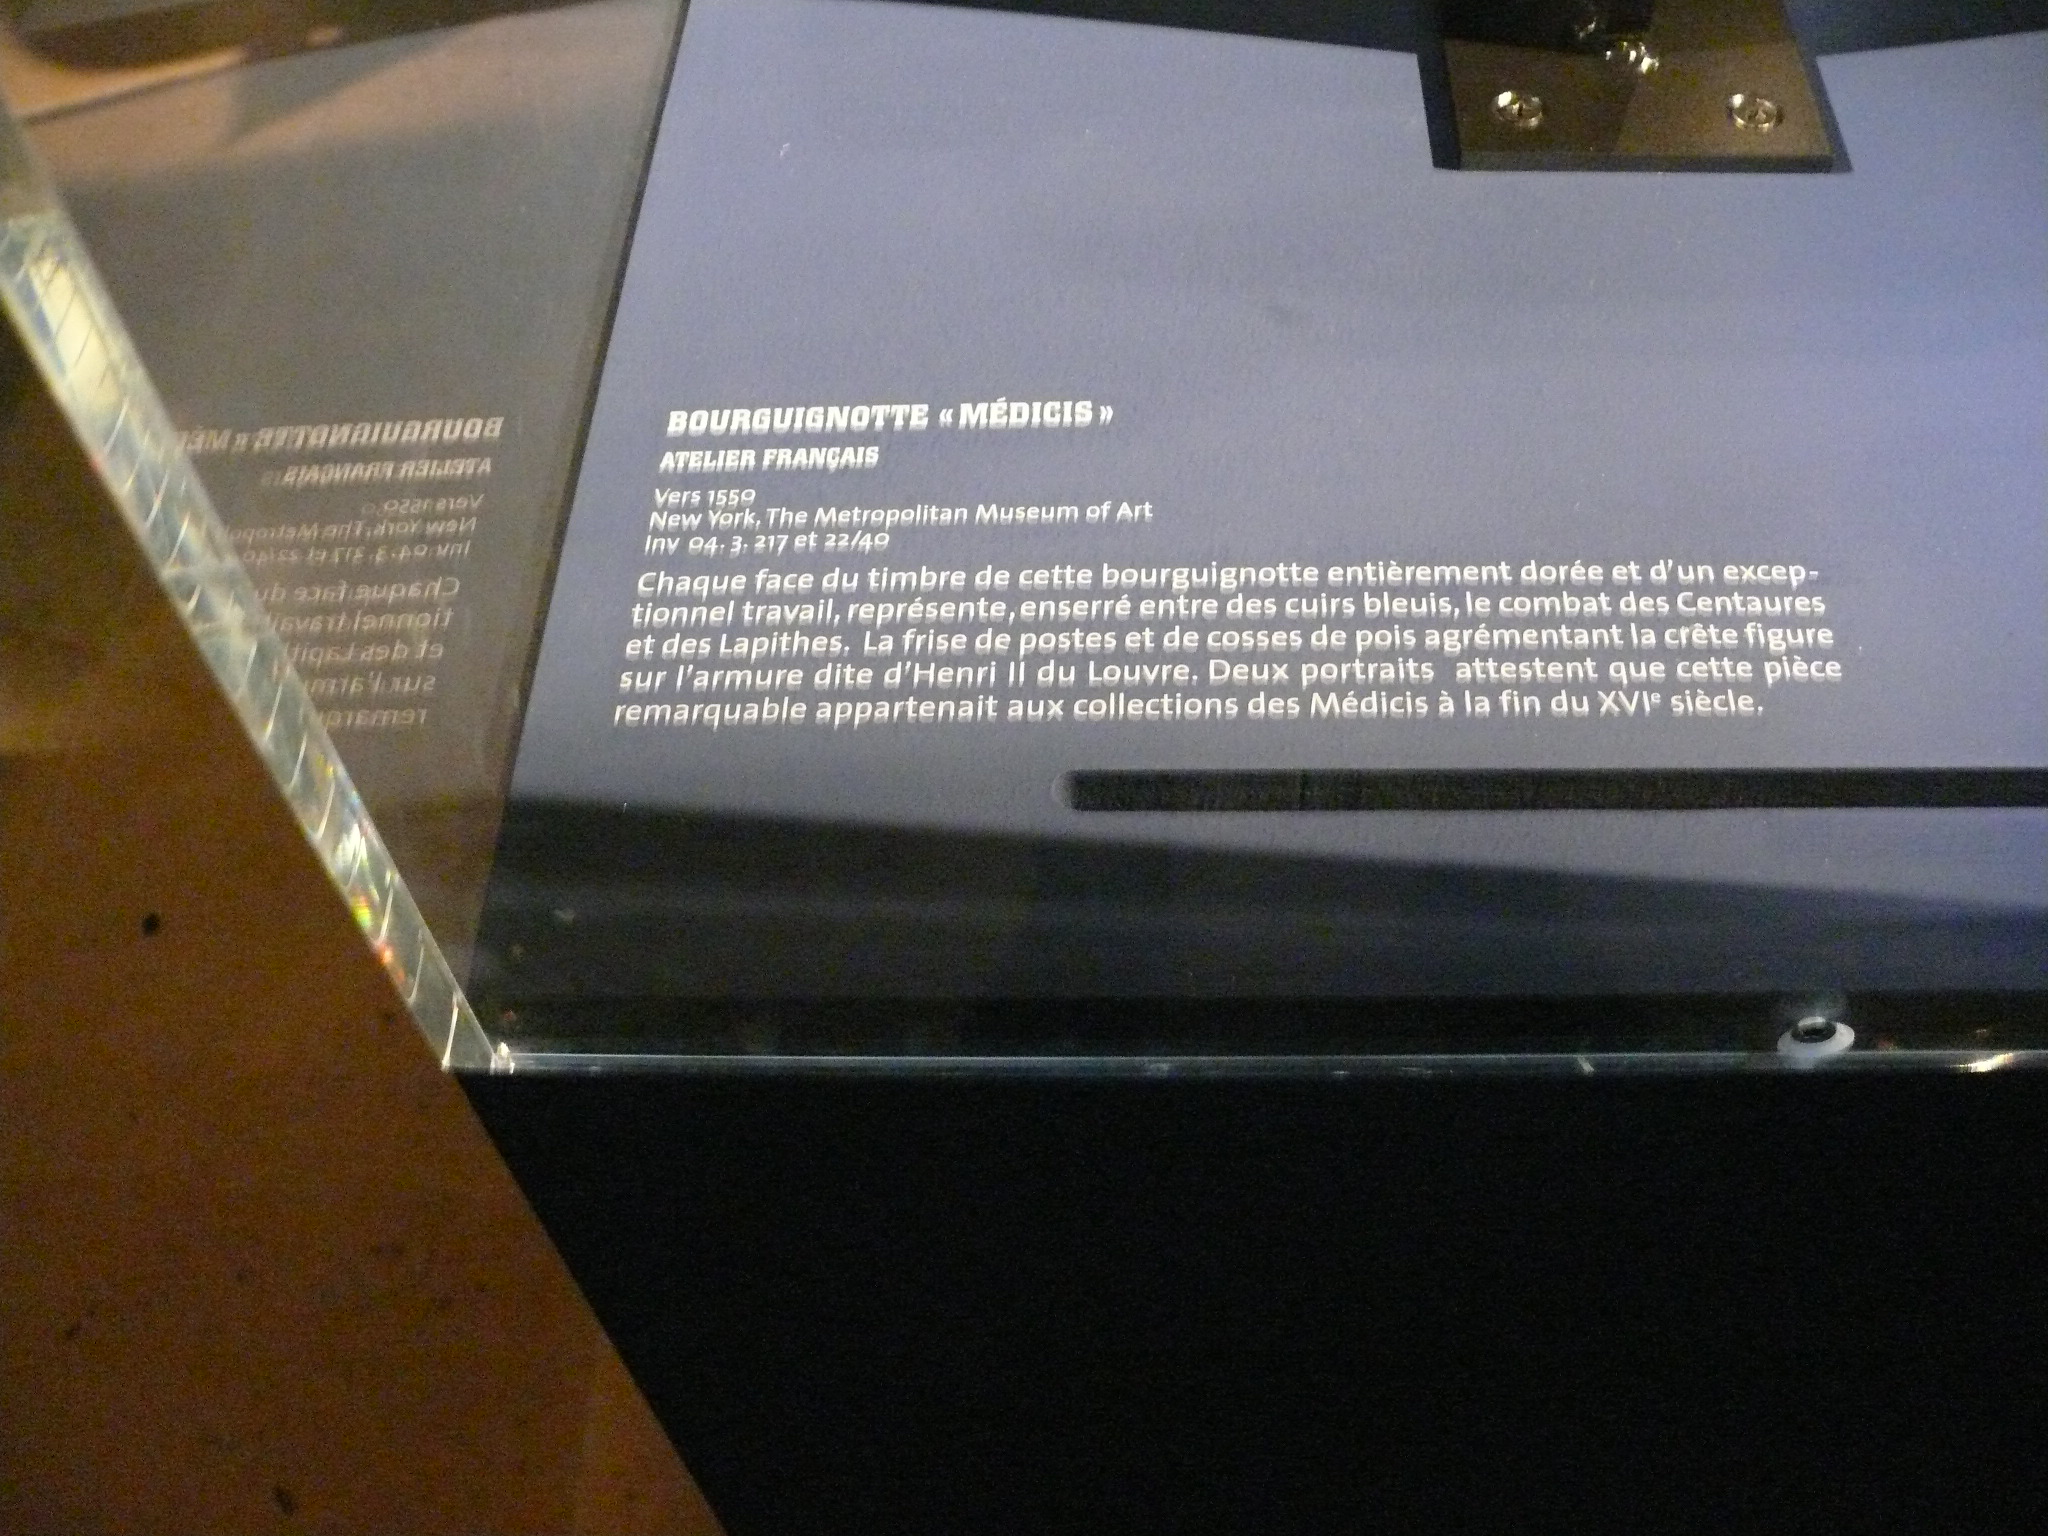 BOURGUIGNOTTE « MÉDICIS »
ATELIER FRANÇAIS
Vers 1550
New York, The Metropolitan Museum of Art
Inv 04. 3. 217 et 22/40
Chaque face du timbre de cette bourguignotte entièrement dorée et d'un excep-
tionnel travail, représente, enserré entre des cuirs bleuis, le combat des Centaures
et des Lapithes. La frise de postes et de cosses de pois agrémentant la crête figure
sur l'armure dite d'Henri II du Louvre. Deux portraits attestent que cette pièce
remarquable appartenait aux collections des Médicis à la fin du XVIe siècle.